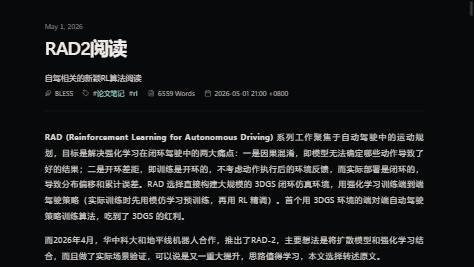 May 1, 2026
RAD2阅读
自驾相关的新颖RL算法阅读
BLESS #论文笔记 #rl 6559 Words 2026-05-01 21:00 +0800
RAD (Reinforcement Learning for Autonomous Driving) 系列工作聚焦于自动驾驶中的运动规
划，目标是解决强化学习在闭环驾驶中的两大痛点：一是因果混淆，即模型无法确定哪些动作导致了
好的结果；二是开环差距，即训练是开环的，不考虑动作执行后的环境反馈，而实际部署是闭环的，
导致分布偏移和累计误差。RAD 选择直接构建大规模的 3DGS 闭环仿真环境，用强化学习训练端到端
驾驶策略（实际训练时先用模仿学习预训练，再用 RL 精调）。首个用 3DGS 环境的端对端自动驾驶
策略训练算法，吃到了 3DGS 的红利。
而2026年4月，华中科大和地平线机器人合作，推出了RAD-2，主要想法是将扩散模型和强化学习结
合，而且做了实际场景验证，可以说是又一重大提升，思路值得学习，本文选择转述原义。